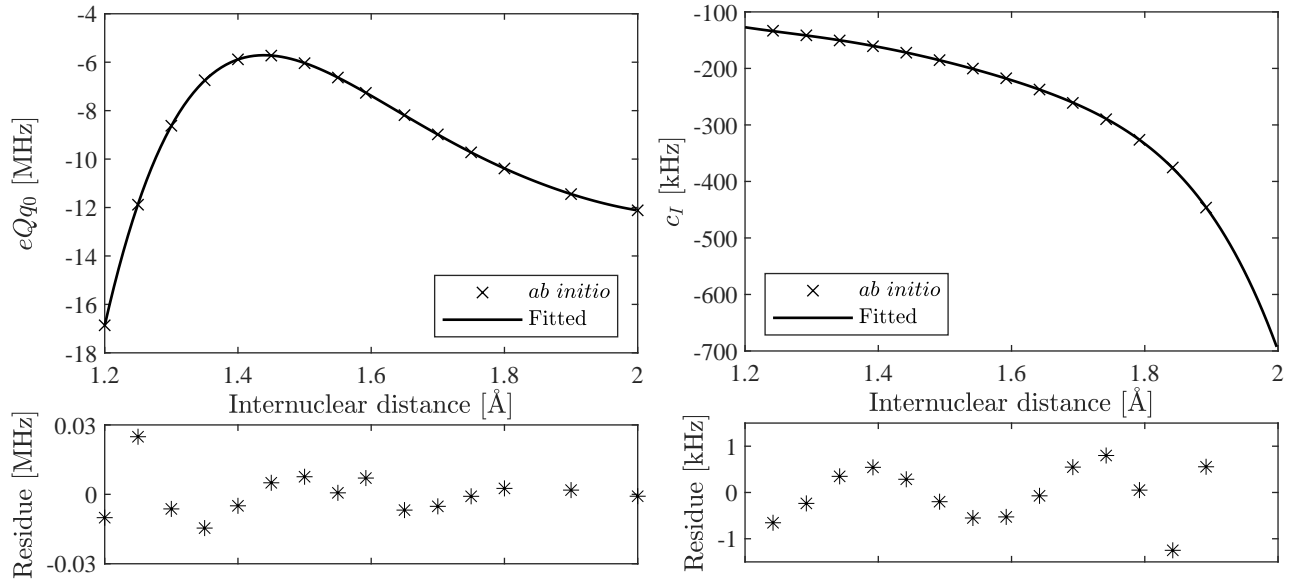 -4
-6
-8
-10
-12
-14
-16
-18
eQq0 [MHz]
ab initio
Fitted
1.2 1.4 1.6 1.8 2
Internuclear distance [Å]
0.03
0
-0.03
Residue [MHz]
-100
-200
-300
-400
-500
-600
-700
cI [kHz]
ab initio
Fitted
1.2 1.4 1.6 1.8 2
Internuclear distance [Å]
1
0
-1
Residue [kHz]